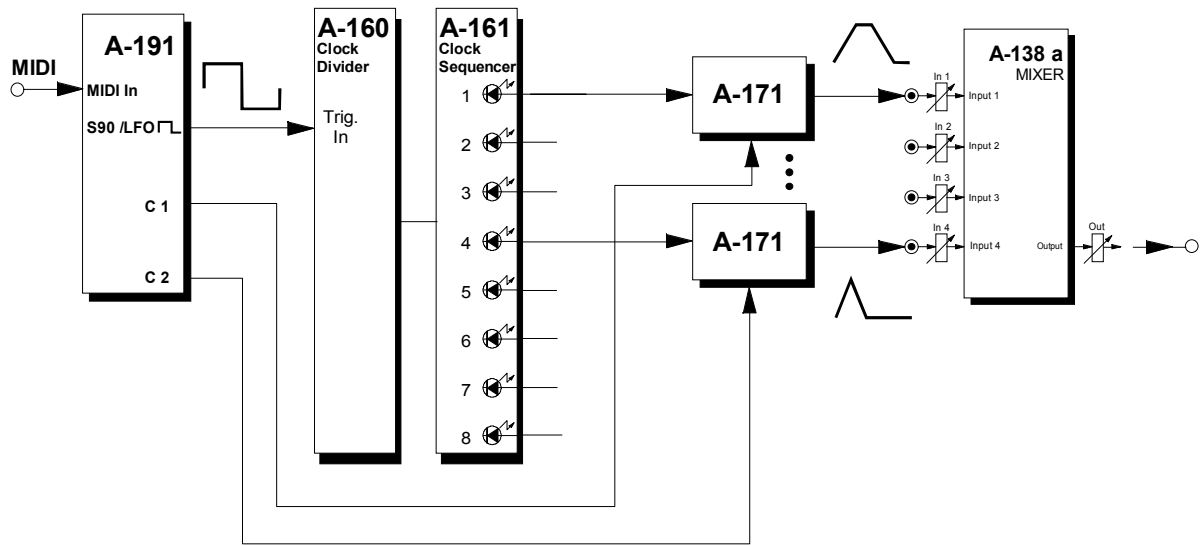 MIDI
A-191
MIDI In
S90 /LFO
C 1
C 2
A-160
Clock
Divider
Trig.
In
A-161
Clock
Sequencer
1
2
3
4
5
6
7
8
A-171
A-171
A-138 a
MIXER
In 1
Input 1
In 2
Input 2
In 3
Input 3
In 4
Input 4
Output
Out